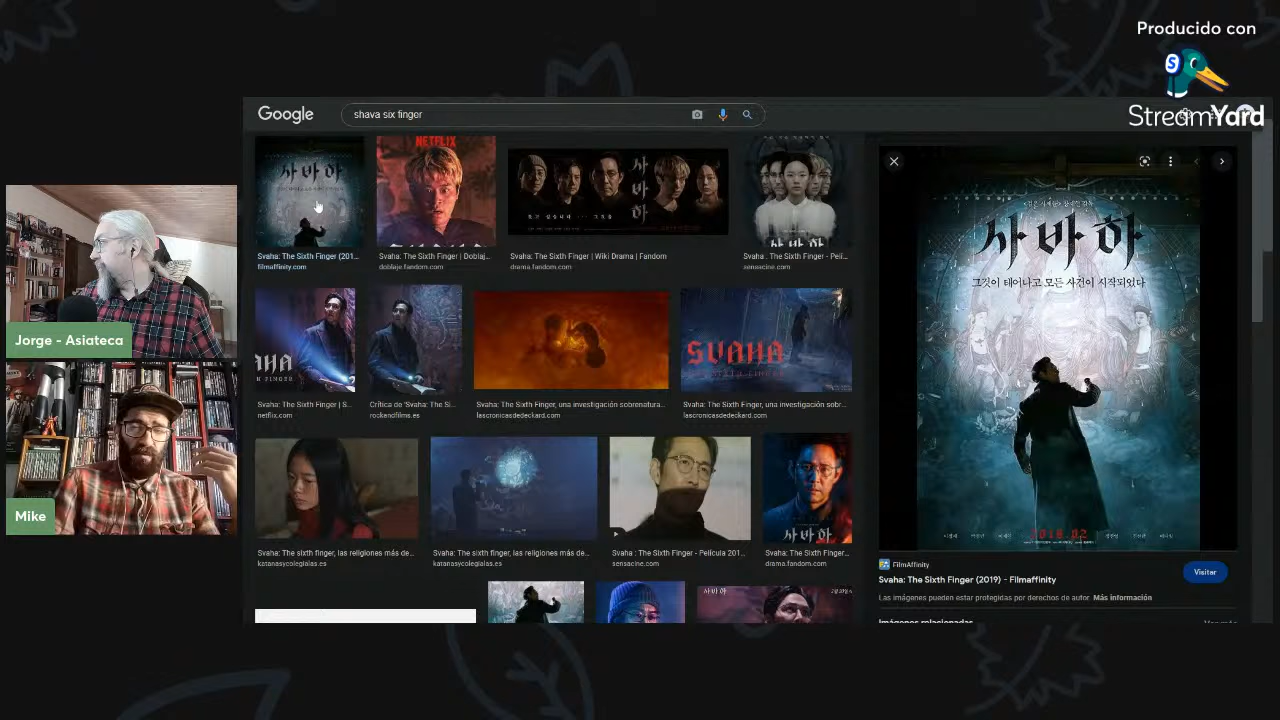 Producido con
StreamYard
Google
shava six finger
사바하
NETFLIX
사바하
Svaha: The Sixth Finger (201...
filmaffinity.com
Svaha: The Sixth Finger | Doblaj...
doblaje.fandom.com
Svaha: The Sixth Finger | Wiki Drama | Fandom
drama.fandom.com
Svaha : The Sixth Finger - Pelí...
sensacine.com
Jorge - Asiateca
Mike
SVAHA
Svaha: The Sixth Finger | S...
netflix.com
Crítica de 'Svaha: The Si...
rockandfilms.es
Svaha: The Sixth Finger, una investigación sobrenatura...
lascronicasdedeckard.com
Svaha: The Sixth Finger, una investigación sobr...
lascronicasdedeckard.com
사바하
Svaha: The sixth finger, las religiones más de...
katanasycolegialas.es
Svaha: The sixth finger, las religiones más de...
katanasycolegialas.es
Svaha : The Sixth Finger - Película 201...
sensacine.com
Svaha: The Sixth Finger...
drama.fandom.com
사바하
그것이 태어나고 모든 사건이 시작되었다
FilmAffinity
Svaha: The Sixth Finger (2019) - Filmaffinity
Visitar
Las imágenes pueden estar protegidas por derechos de autor. Más información
Imágenes relacionadas